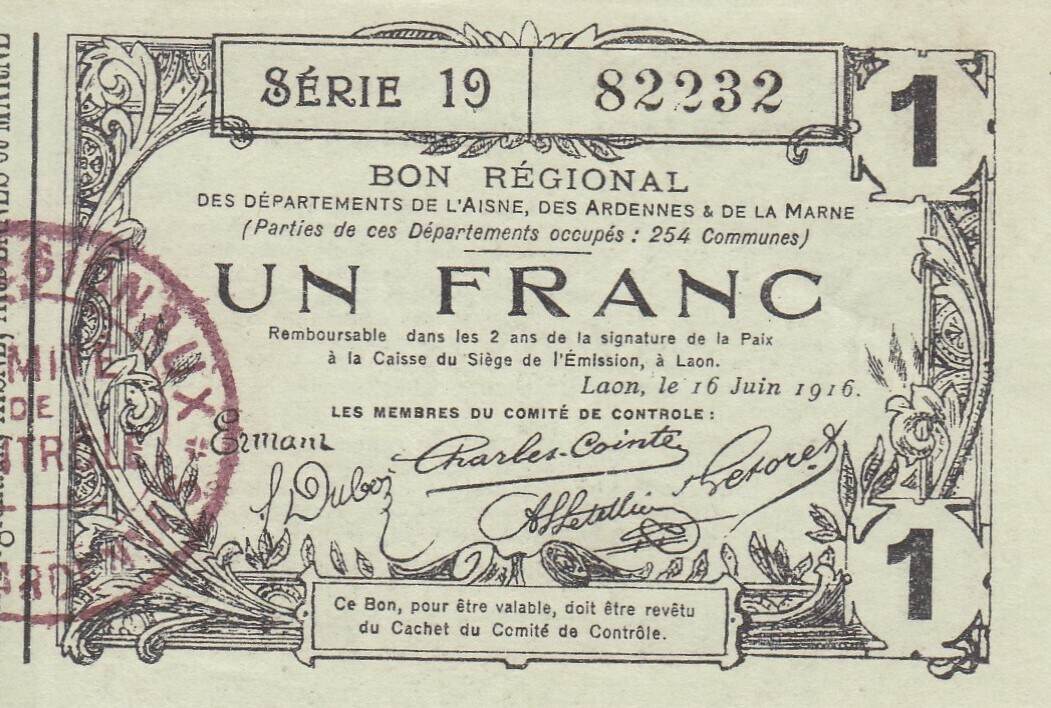 SÉRIE 19 82232
1
BON RÉGIONAL
DES DÉPARTEMENTS DE L'AISNE, DES ARDENNES & DE LA MARNE
(Parties de ces Départements occupés : 254 Communes)
UN FRANC
Remboursable dans les 2 ans de la signature de la Paix
à la Caisse du Siège de l'Émission, à Laon.
Laon, le 16 Juin 1916.
LES MEMBRES DU COMITÉ DE CONTROLE :
Ermant
Charles-Cointe
1
Ce Bon, pour être valable, doit être revêtu
du Cachet du Comité de Contrôle.
DE